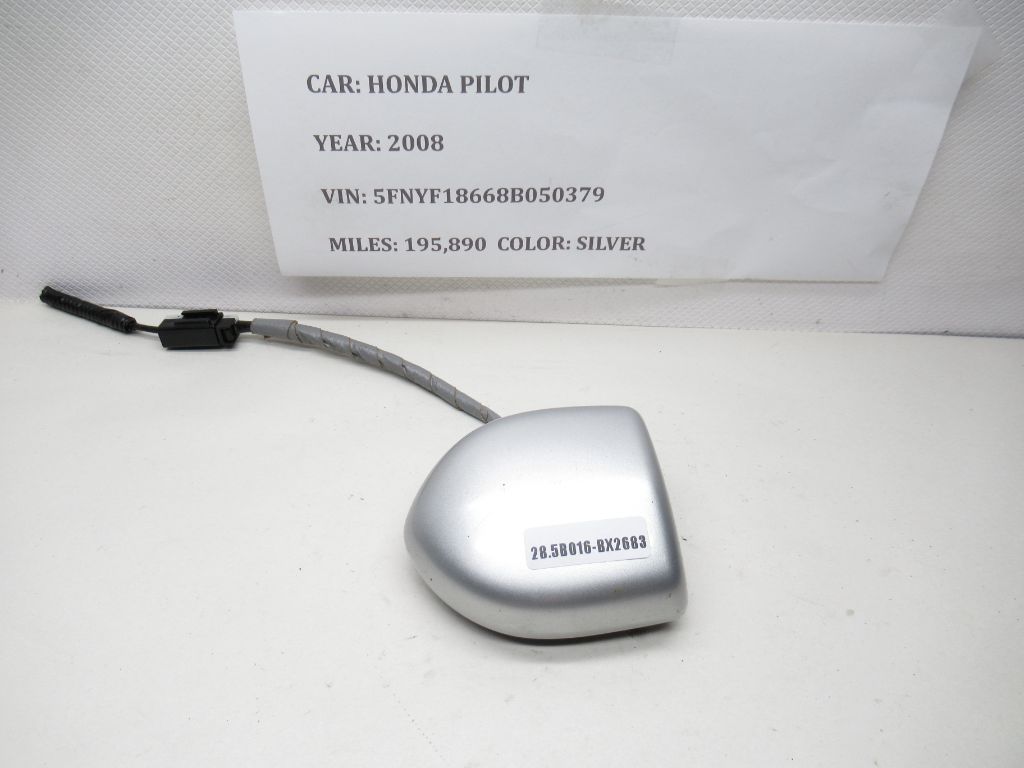 CAR: HONDA PILOT
YEAR: 2008
VIN: 5FNYF18668B050379
MILES: 195,890 COLOR: SILVER
28.5B016-BX2683